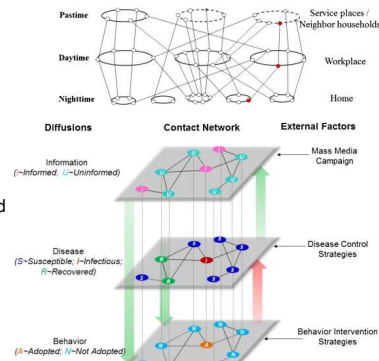 Pastime
Service places /
Neighbor households
Daytime
Workplace
Nighttime
Home
Diffusions
Contact Network
External Factors
Information
(I~Informed; U~Uninformed)
U
I
U
U
I
U
I
U
U
Mass Media
Campaign
d
Disease
(S~Susceptible; I~Infectious;
R~Recovered)
S
S
S
R
I
S
R
S
S
Disease Control
Strategies
Behavior
(A~Adopted; N~Not Adopted)
N
N
N
N
A
N
Behavior Intervention
Strategies